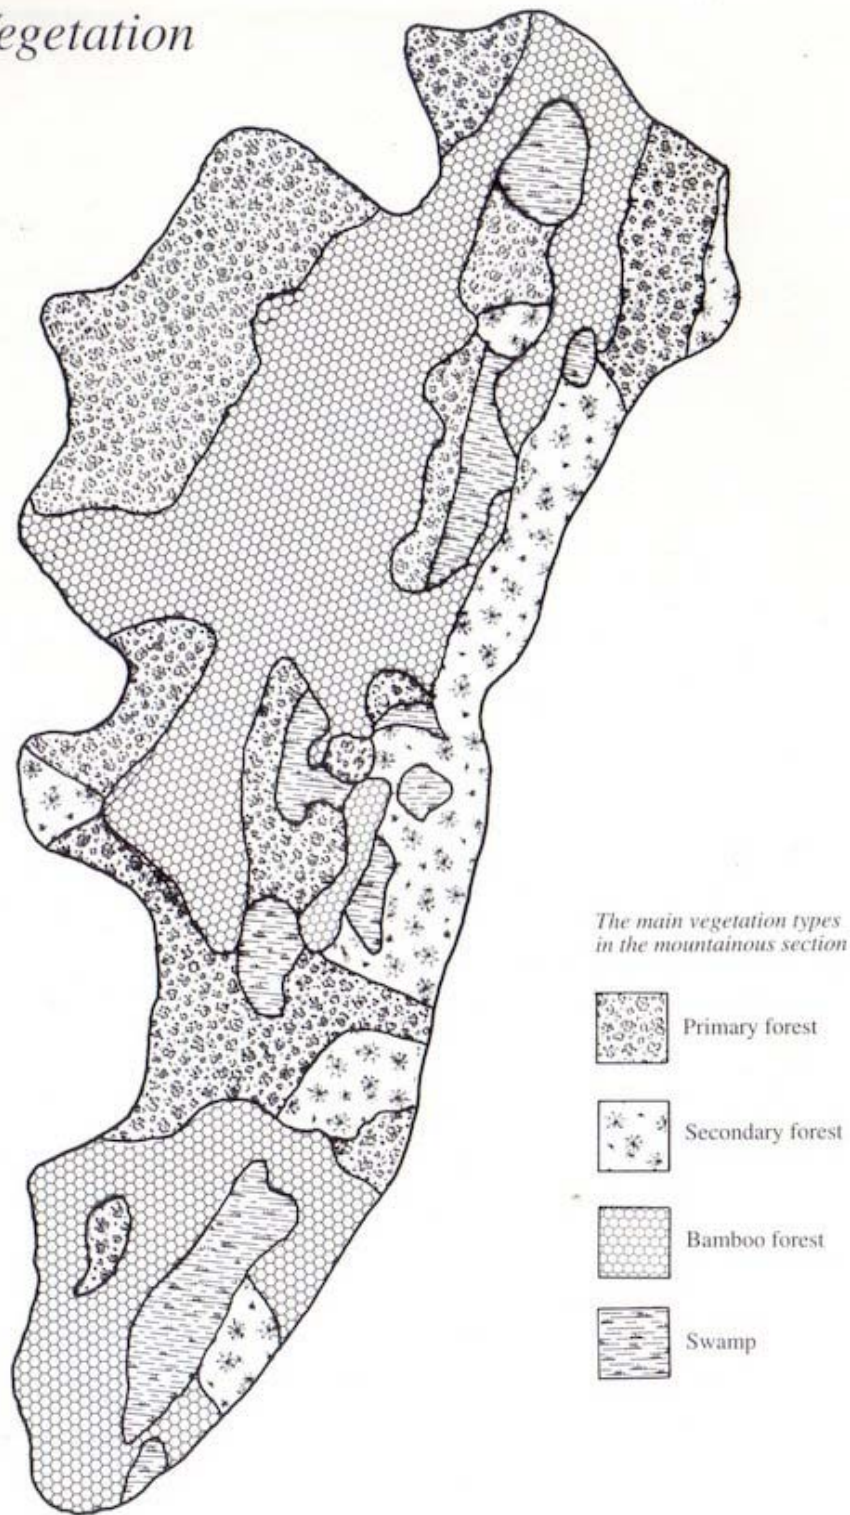 egetation
The main vegetation types
in the mountainous section
Primary forest
Secondary forest
Bamboo forest
Swamp